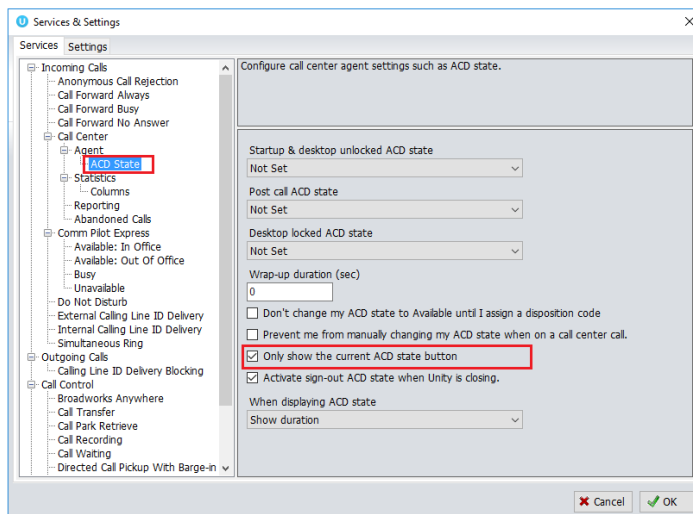 Services & Settings
Services Settings
Incoming Calls
Anonymous Call Rejection
Call Forward Always
Call Forward Busy
Call Forward No Answer
Call Center
Agent
ACD State
Statistics
Columns
Reporting
Abandoned Calls
Comm Pilot Express
Available: In Office
Available: Out Of Office
Busy
Unavailable
Do Not Disturb
External Calling Line ID Delivery
Internal Calling Line ID Delivery
Simultaneous Ring
Outgoing Calls
Calling Line ID Delivery Blocking
Call Control
Broadworks Anywhere
Call Transfer
Call Park Retrieve
Call Recording
Call Waiting
Directed Call Pickup With Barge-in
Configure call center agent settings such as ACD state.
Startup & desktop unlocked ACD state
Not Set
Post call ACD state
Not Set
Desktop locked ACD state
Not Set
Wrap-up duration (sec)
0
Don't change my ACD state to Available until I assign a disposition code
Prevent me from manually changing my ACD state when on a call center call.
Only show the current ACD state button
Activate sign-out ACD state when Unity is closing.
When displaying ACD state
Show duration
Cancel OK